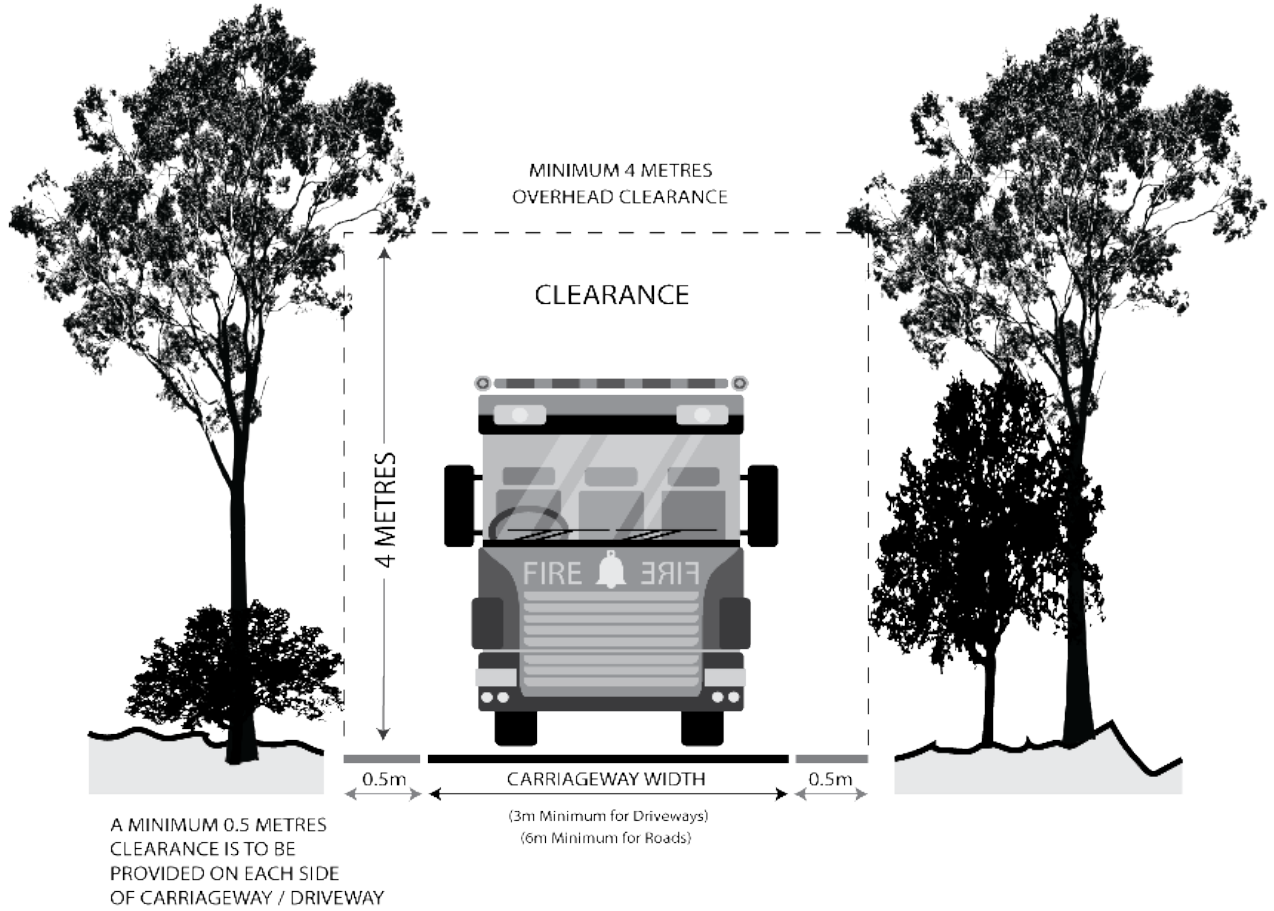 MINIMUM 4 METRES
OVERHEAD CLEARANCE
CLEARANCE
4 METRES
FIRE FIRE
0.5m
CARRIAGEWAY WIDTH
0.5m
(3m Minimum for Driveways)
(6m Minimum for Roads)
A MINIMUM 0.5 METRES
CLEARANCE IS TO BE
PROVIDED ON EACH SIDE
OF CARRIAGEWAY / DRIVEWAY